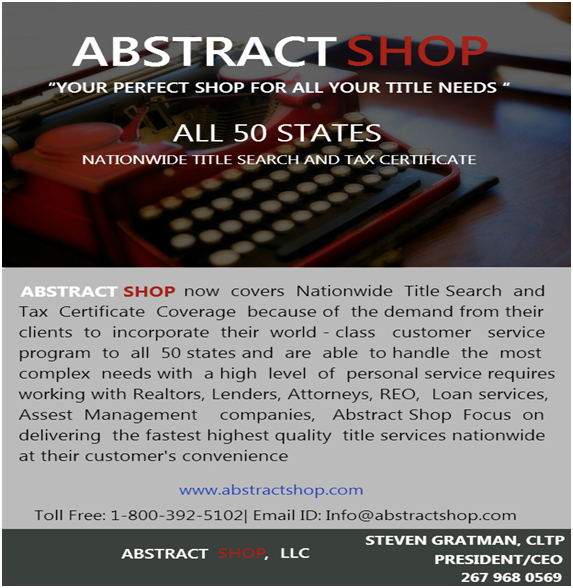 ABSTRACT SHOP
“YOUR PERFECT SHOP FOR ALL YOUR TITLE NEEDS “
ALL 50 STATES
NATIONWIDE TITLE SEARCH AND TAX CERTIFICATE
ABSTRACT SHOP now covers Nationwide Title Search and
Tax Certificate Coverage because of the demand from their
clients to incorporate their world - class customer service
program to all 50 states and are able to handle the most
complex needs with a high level of personal service requires
working with Realtors, Lenders, Attorneys, REO, Loan services,
Assest Management companies, Abstract Shop Focus on
delivering the fastest highest quality title services nationwide
at their customer's convenience
www.abstractshop.com
Toll Free: 1-800-392-5102| Email ID: Info@abstractshop.com
ABSTRACT SHOP, LLC
STEVEN GRATMAN, CLTP
PRESIDENT/CEO
267 968 0569